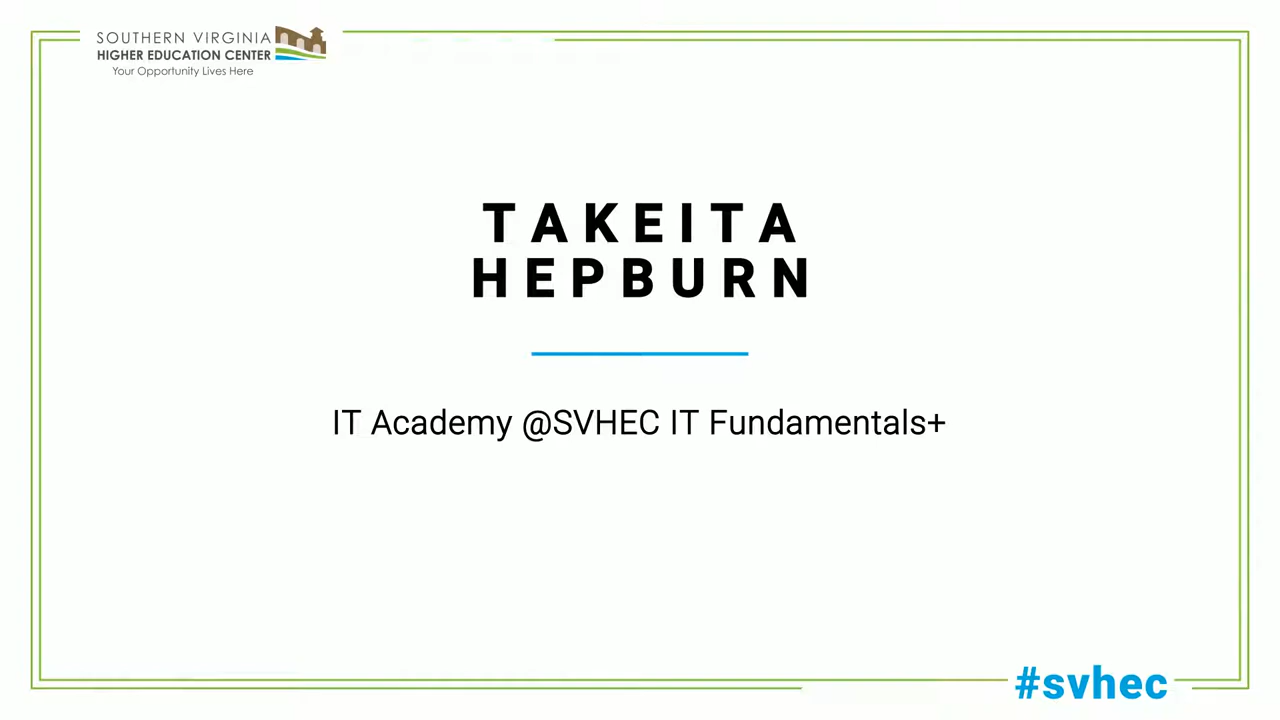 SOUTHERN VIRGINIA
HIGHER EDUCATION CENTER
Your Opportunity Lives Here
TAKEITA
HEPBURN
IT Academy @SVHEC IT Fundamentals+
#svhec